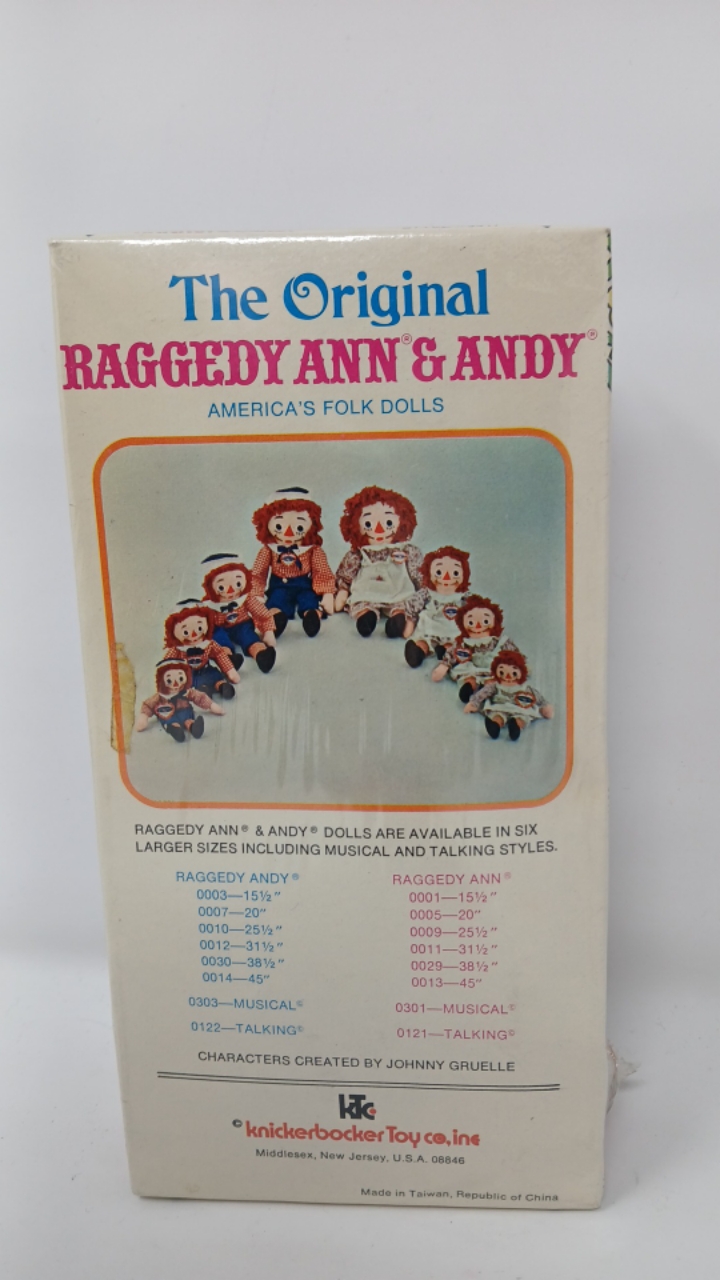 The Original
RAGGEDY ANN® & ANDY®
AMERICA'S FOLK DOLLS
RAGGEDY ANN® & ANDY® DOLLS ARE AVAILABLE IN SIX
LARGER SIZES INCLUDING MUSICAL AND TALKING STYLES.
RAGGEDY ANDY®
0003—15½"
0007—20"
0010—25½"
0012—31½"
0030—38½"
0014—45"
0303—MUSICAL©
0122—TALKING©
RAGGEDY ANN®
0001—15½"
0005—20"
0009—25½"
0011—31½"
0029—38½"
0013—45"
0301—MUSICAL©
0121—TALKING©
CHARACTERS CREATED BY JOHNNY GRUELLE
kTc
© knickerbocker Toy co, inc
Middlesex, New Jersey, U.S.A. 08846
Made in Taiwan, Republic of China